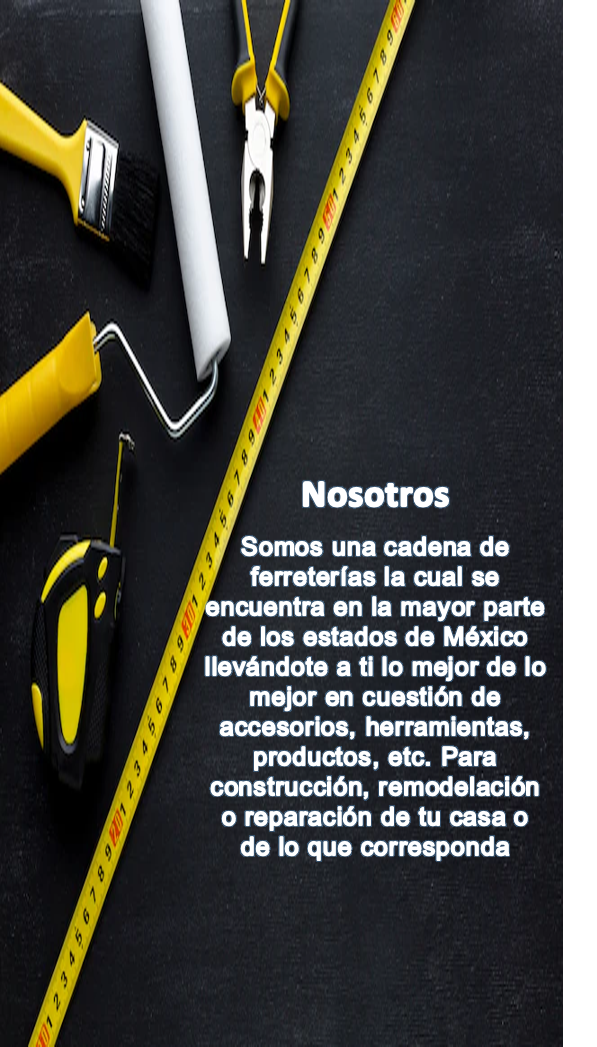 Nosotros
Somos una cadena de
ferreterías la cual se
encuentra en la mayor parte
de los estados de México
llevándote a ti lo mejor de lo
mejor en cuestión de
accesorios, herramientas,
productos, etc. Para
construcción, remodelación
o reparación de tu casa o
de lo que corresponda